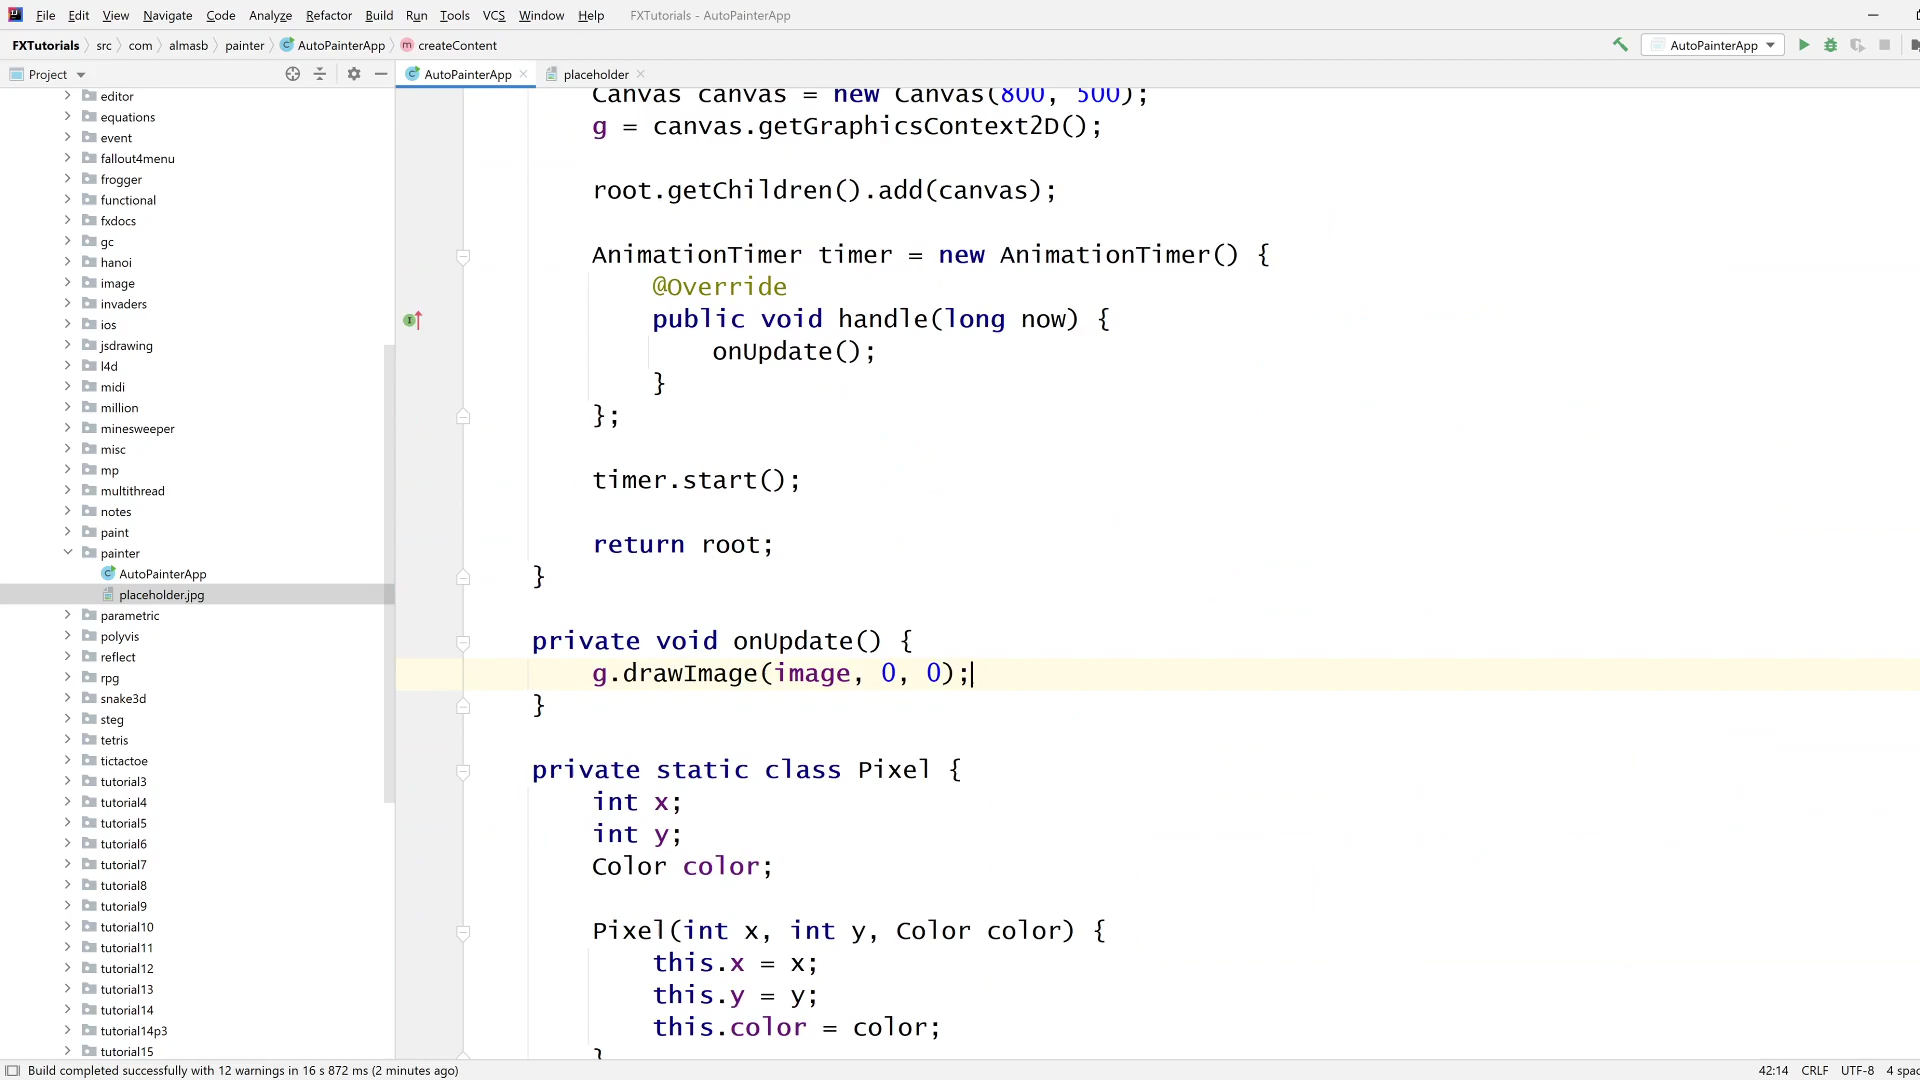 File Edit View Navigate Code Analyze Refactor Build Run Tools VCS Window Help FXTutorials - AutoPainterApp
FXTutorials src com almasb painter AutoPainterApp createContent AutoPainterApp
Project AutoPainterApp placeholder
editor
equations
event
fallout4menu
frogger
functional
fxdocs
gc
hanoi
image
invaders
ios
jsdrawing
l4d
midi
million
minesweeper
misc
mp
multithread
notes
paint
painter
AutoPainterApp
placeholder.jpg
parametric
polyvis
reflect
rpg
snake3d
steg
tetris
tictactoe
tutorial3
tutorial4
tutorial5
tutorial6
tutorial7
tutorial8
tutorial9
tutorial10
tutorial11
tutorial12
tutorial13
tutorial14
tutorial14p3
tutorial15
Canvas canvas = new Canvas(800, 500);
g = canvas.getGraphicsContext2D();
root.getChildren().add(canvas);
AnimationTimer timer = new AnimationTimer() {
@Override
public void handle(long now) {
onUpdate();
}
};
timer.start();
return root;
}
private void onUpdate() {
g.drawImage(image, 0, 0);
}
private static class Pixel {
int x;
int y;
Color color;
Pixel(int x, int y, Color color) {
this.x = x;
this.y = y;
this.color = color;
}
Build completed successfully with 12 warnings in 16 s 872 ms (2 minutes ago) 42:14 CRLF UTF-8 4